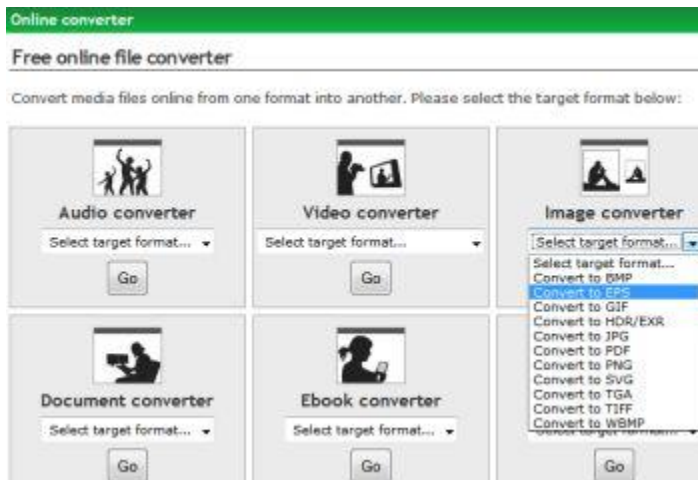 Online converter
Free online file converter
Convert media files online from one format into another. Please select the target format below:
Audio converter
Select target format...
Go
Video converter
Select target format...
Go
Image converter
Select target format...
Select target format...
Convert to BMP
Convert to EPS
Convert to GIF
Convert to HDR/EXR
Convert to JPG
Convert to PDF
Convert to PNG
Convert to SVG
Convert to TGA
Convert to TIFF
Convert to WBMP
Document converter
Select target format...
Go
Ebook converter
Select target format...
Go
Go